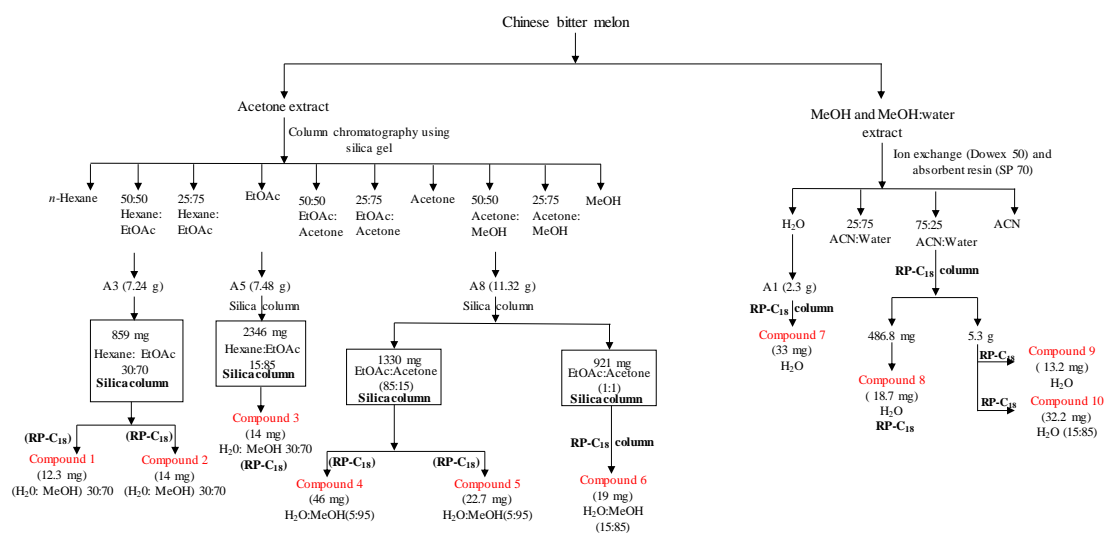 Chinese bitter melon
Acetone extract
Column chromatography using
silica gel
n-Hexane
50:50
Hexane:
EtOAc
25:75
Hexane:
EtOAc
EtOAc
50:50
EtOAc:
Acetone
25:75
EtOAc:
Acetone
Acetone
50:50
Acetone:
MeOH
25:75
Acetone:
MeOH
MeOH
A3 (7.24 g)
859 mg
Hexane: EtOAc
30:70
Silica column
(RP-C18)
Compound 1
(12.3 mg)
(H20: MeOH) 30:70
(RP-C18)
Compound 2
(14 mg)
(H20: MeOH) 30:70
A5 (7.48 g)
Silica column
2346 mg
Hexane:EtOAc
15:85
Silica column
Compound 3
(14 mg)
H20: MeOH 30:70
(RP-C18)
A8 (11.32 g)
Silica column
1330 mg
EtOAc:Acetone
(85:15)
Silica column
(RP-C18)
Compound 4
(46 mg)
H2O:MeOH(5:95)
(RP-C18)
Compound 5
(22.7 mg)
H2O:MeOH(5:95)
921 mg
EtOAc:Acetone
(1:1)
Silica column
RP-C18 column
Compound 6
(19 mg)
H2O:MeOH
(15:85)
MeOH and MeOH:water
extract
Ion exchange (Dowex 50) and
absorbent resin (SP 70)
H2O
25:75
ACN:Water
75:25
ACN:Water
ACN
A1 (2.3 g)
RP-C18 column
Compound 7
(33 mg)
H2O
RP-C18 column
486.8 mg
Compound 8
( 18.7 mg)
H2O
RP-C18
5.3 g
RP-C18
Compound 9
( 13.2 mg)
H2O
RP-C18
Compound 10
(32.2 mg)
H2O (15:85)